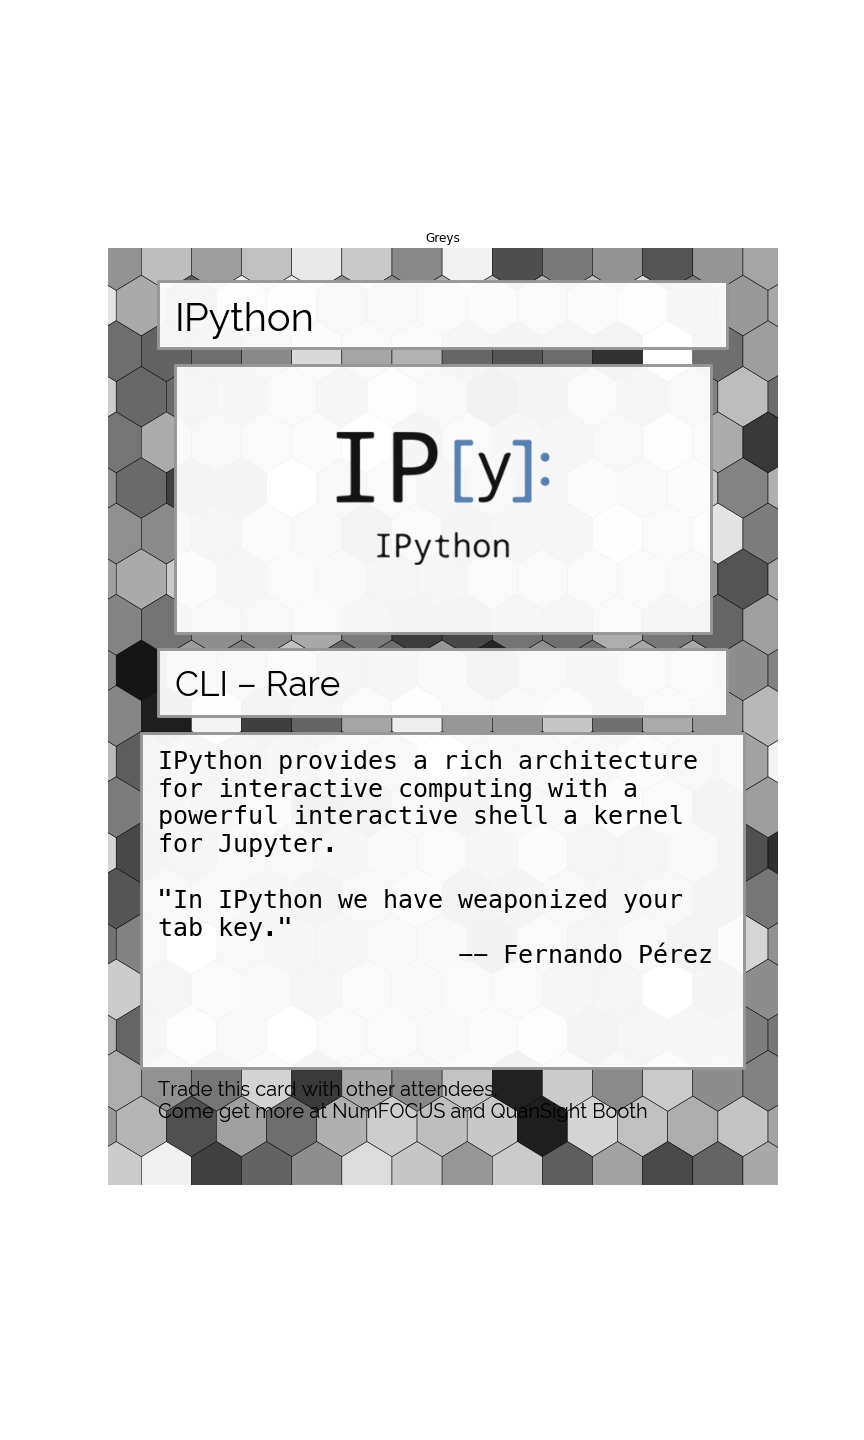 Greys
IPython
IP[y]:
IPython
CLI – Rare
IPython provides a rich architecture
for interactive computing with a
powerful interactive shell a kernel
for Jupyter.
"In IPython we have weaponized your
tab key."
—— Fernando Pérez
Trade this card with other attendees.
Come get more at NumFOCUS and QuanSight Booth